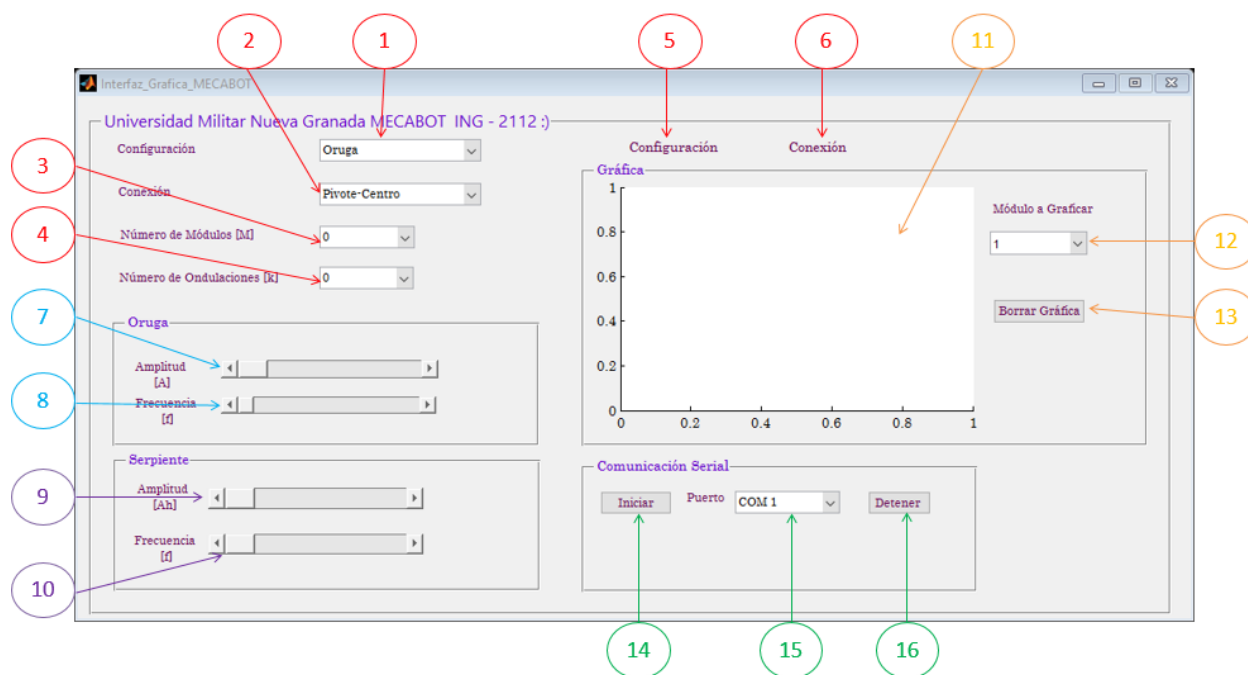 2
1
5
6
11
Interfaz_Grafica_MECABOT
Universidad Militar Nueva Granada MECABOT ING - 2112 :)
Configuración
Oruga
Configuración
Conexión
3
Gráfica
Conexión
Pivote-Centro
1
Módulo a Graficar
4
Número de Módulos [M]
0
0.8
1
12
Número de Ondulaciones [k]
0
0.6
7
Oruga
0.4
Borrar Gráfica
13
Amplitud
[A]
0.2
8
Frecuencia
[f]
0
0
0.2
0.4
0.6
0.8
1
Serpiente
Comunicación Serial
9
Amplitud
[Ah]
Iniciar
Puerto
COM 1
Detener
Frecuencia
[f]
10
14
15
16